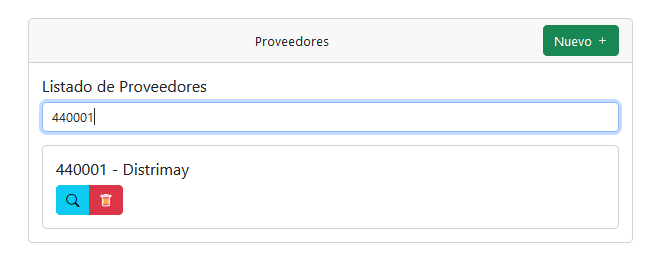 Proveedores
Nuevo +
Listado de Proveedores
440001
440001 - Distrimay